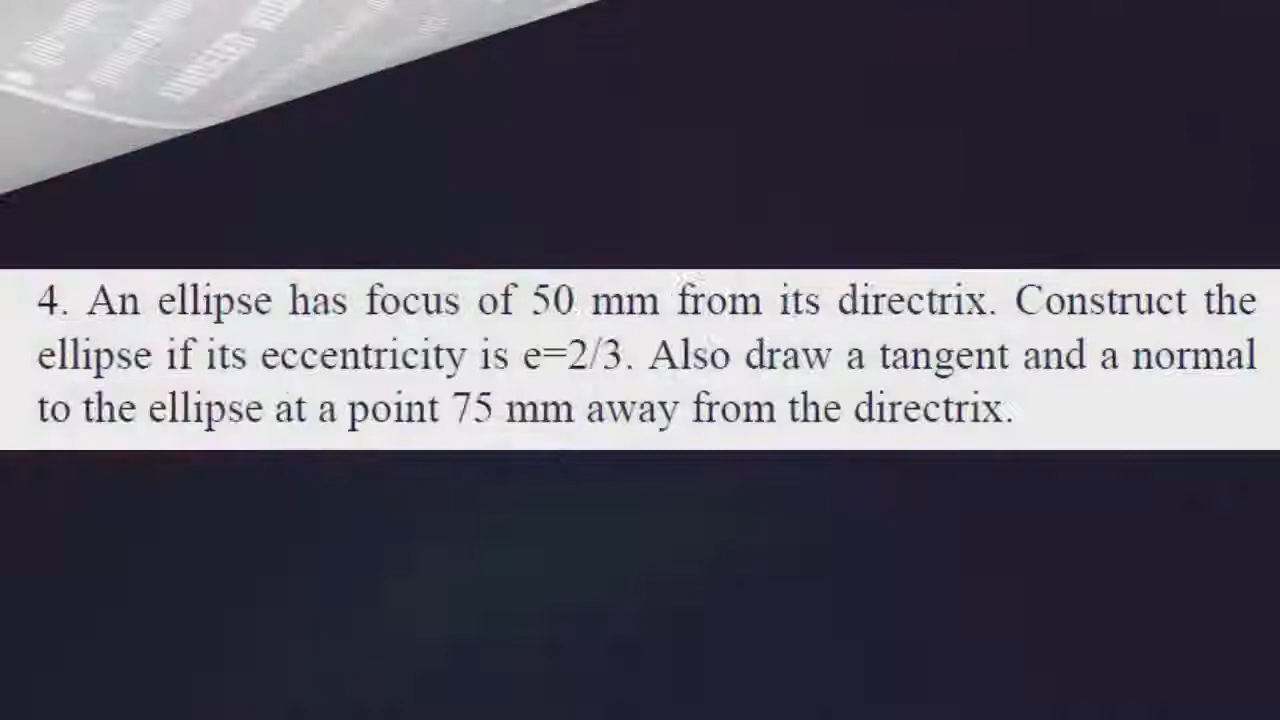 4. An ellipse has focus of 50 mm from its directrix. Construct the
ellipse if its eccentricity is e=2/3. Also draw a tangent and a normal
to the ellipse at a point 75 mm away from the directrix.